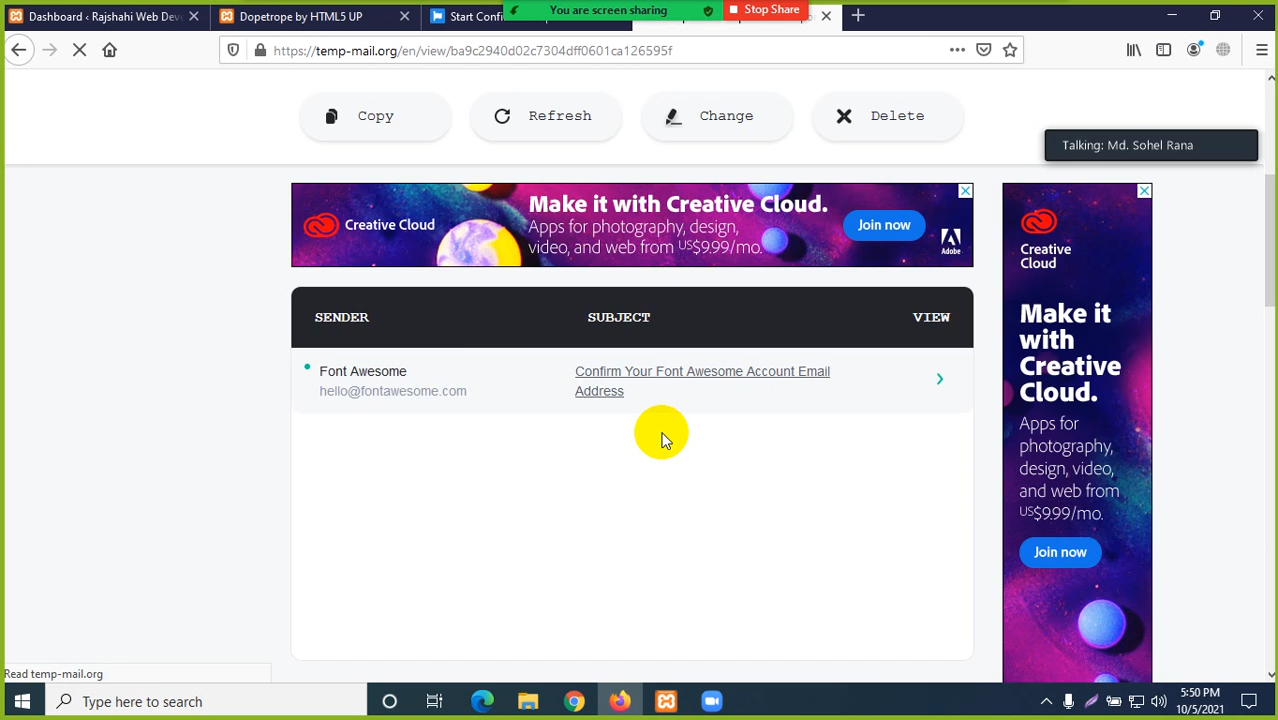 You are screen sharing
Stop Share
Dashboard ‹ Rajshahi Web Dev
Dopetrope by HTML5 UP
Start Confi
https://temp-mail.org/en/view/ba9c2940d02c7304dff0601ca126595f
Copy
Refresh
Change
Delete
Talking: Md. Sohel Rana
Creative Cloud
Make it with Creative Cloud.
Apps for photography, design,
video, and web from US$9.99/mo.
Join now
Adobe
SENDER
SUBJECT
VIEW
Font Awesome
hello@fontawesome.com
Confirm Your Font Awesome Account Email
Address
Creative
Cloud
Make it
with
Creative
Cloud.
Apps for
photography,
design, video,
and web from
US$9.99/mo.
Join now
Read temp-mail.org
Type here to search
5:50 PM
10/5/2021